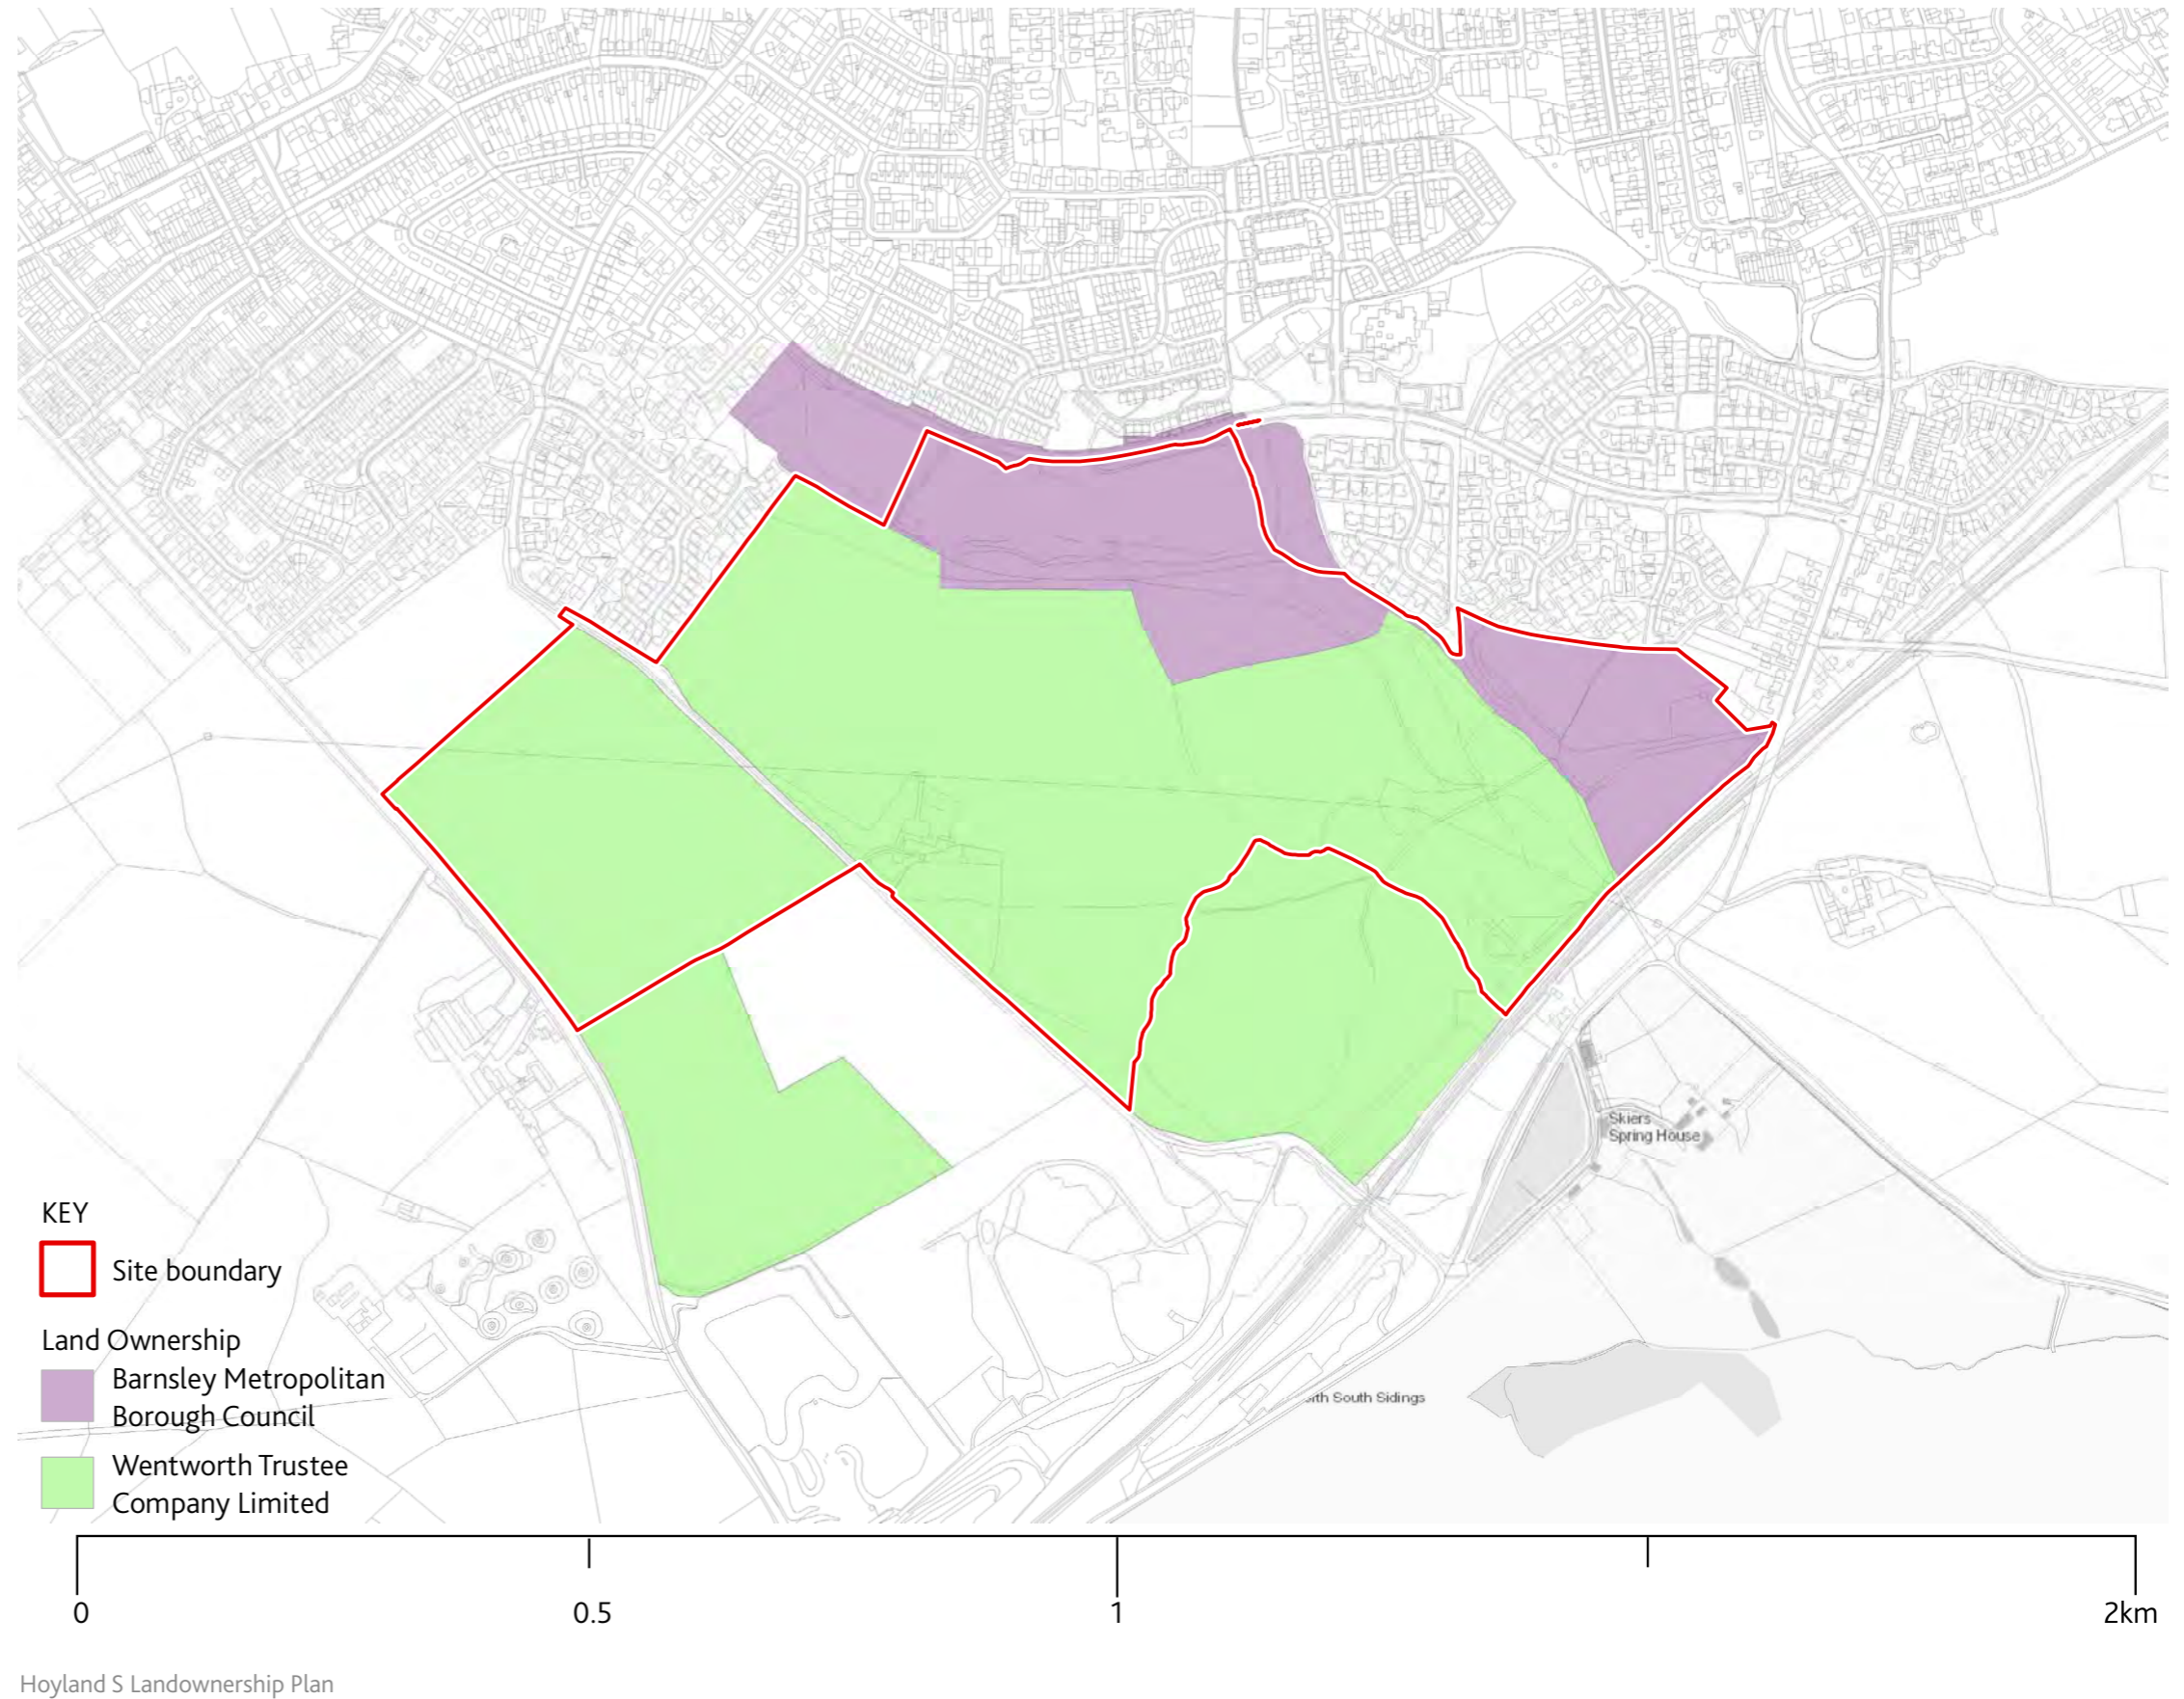 Skiers
Spring House
South Sidings
KEY
Site boundary
Land Ownership
Barnsley Metropolitan
Borough Council
Wentworth Trustee
Company Limited
0
0.5
1
2km
Hoyland S Landownership Plan